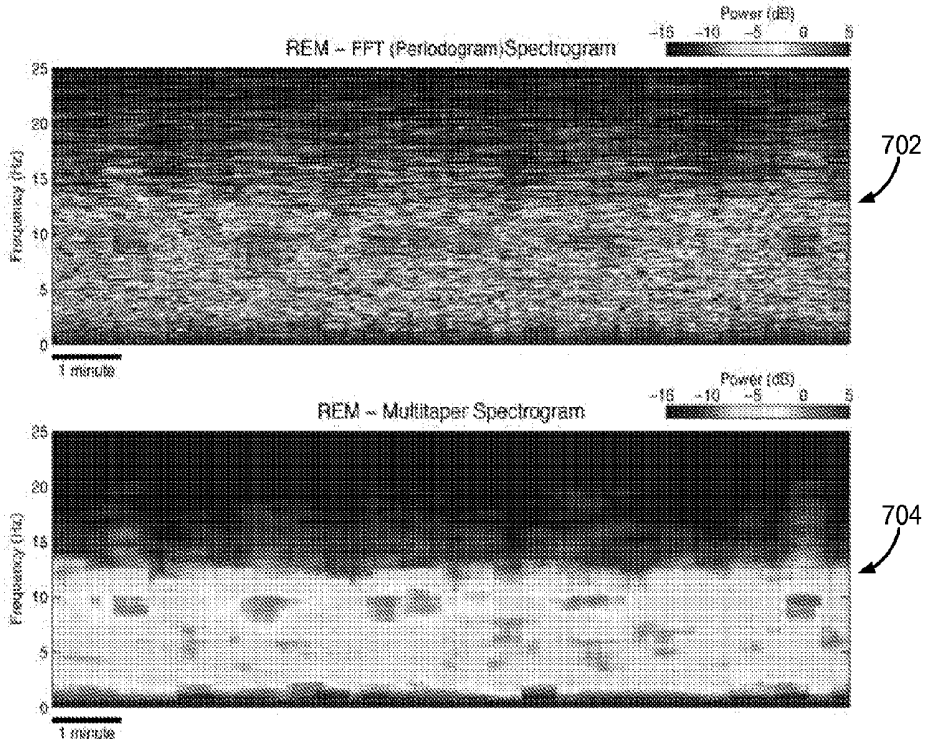 Power (dB)
−15 −10 −5 0 5
REM − FFT (Periodogram)Spectrogram
25
20
15
10
5
0
Frequency (Hz)
702
1 minute
Power (dB)
−15 −10 −5 0 5
REM − Multitaper Spectrogram
25
20
15
10
5
0
Frequency (Hz)
704
1 minute